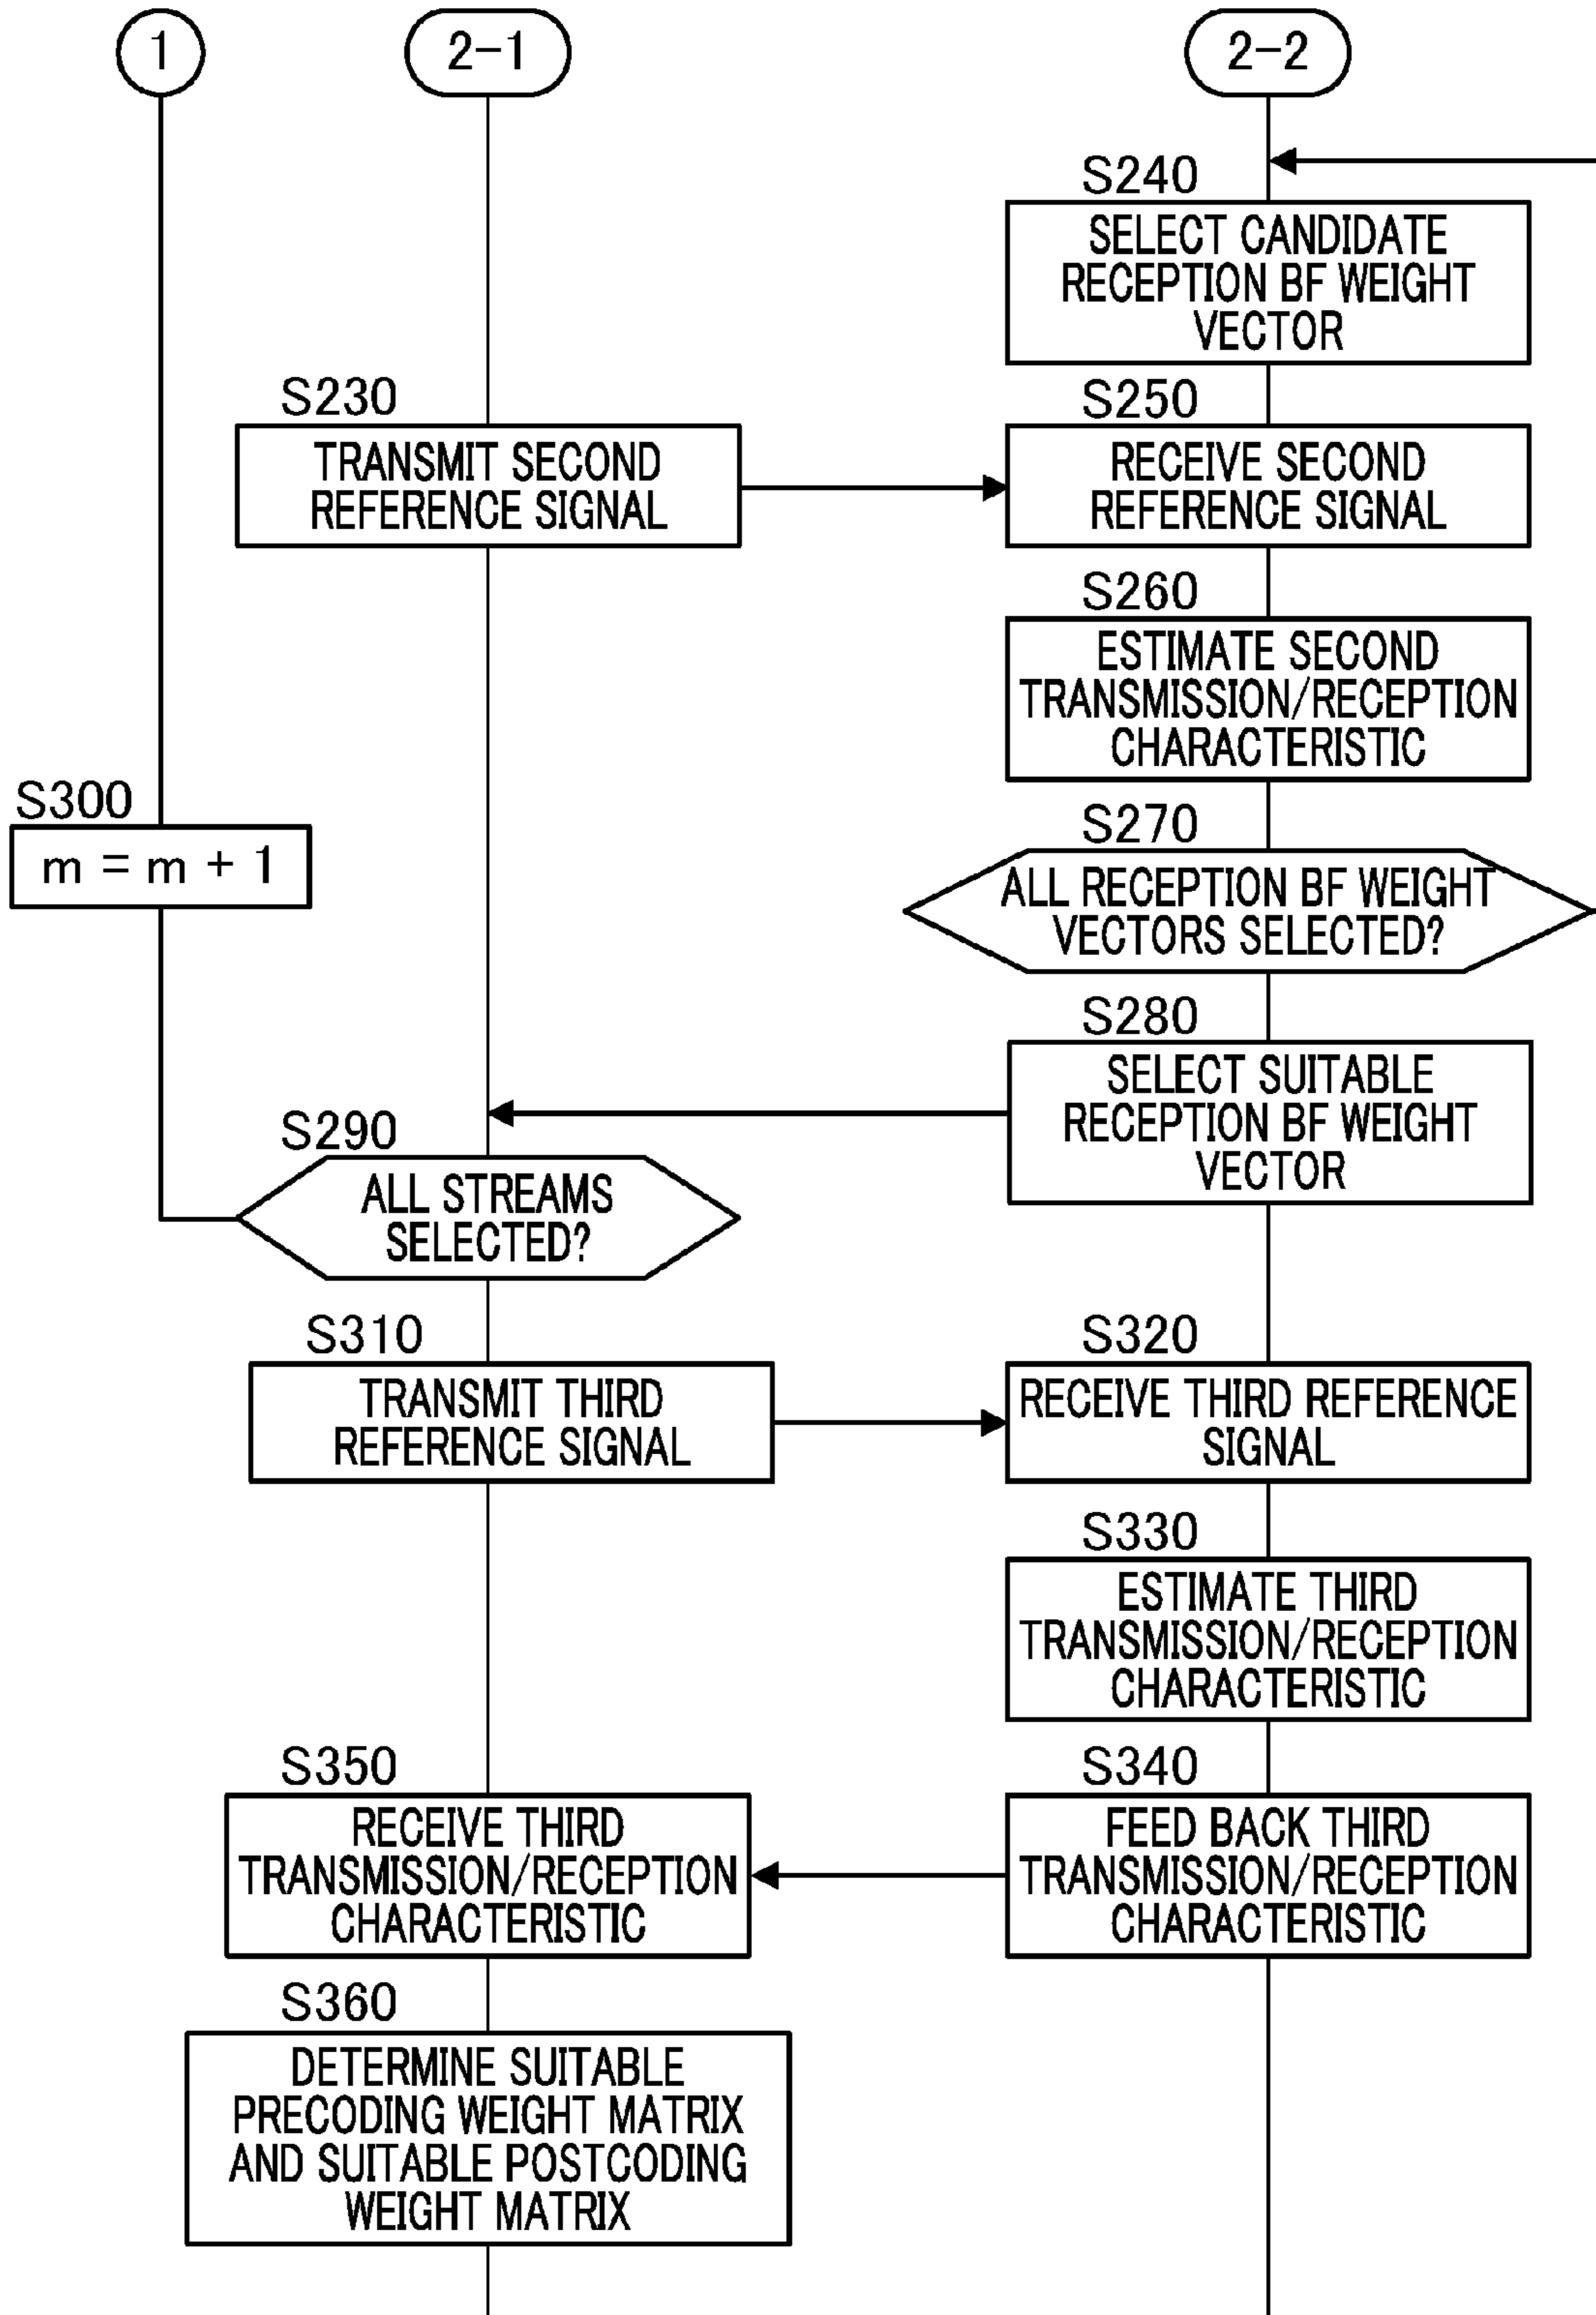 1
2-1
2-2
S240
SELECT CANDIDATE
RECEPTION BF WEIGHT
VECTOR
S230
TRANSMIT SECOND
REFERENCE SIGNAL
S250
RECEIVE SECOND
REFERENCE SIGNAL
S260
ESTIMATE SECOND
TRANSMISSION/RECEPTION
CHARACTERISTIC
S300
m = m + 1
S270
ALL RECEPTION BF WEIGHT
VECTORS SELECTED?
S280
SELECT SUITABLE
RECEPTION BF WEIGHT
VECTOR
S290
ALL STREAMS
SELECTED?
S310
TRANSMIT THIRD
REFERENCE SIGNAL
S320
RECEIVE THIRD REFERENCE
SIGNAL
S330
ESTIMATE THIRD
TRANSMISSION/RECEPTION
CHARACTERISTIC
S350
RECEIVE THIRD
TRANSMISSION/RECEPTION
CHARACTERISTIC
S340
FEED BACK THIRD
TRANSMISSION/RECEPTION
CHARACTERISTIC
S360
DETERMINE SUITABLE
PRECODING WEIGHT MATRIX
AND SUITABLE POSTCODING
WEIGHT MATRIX